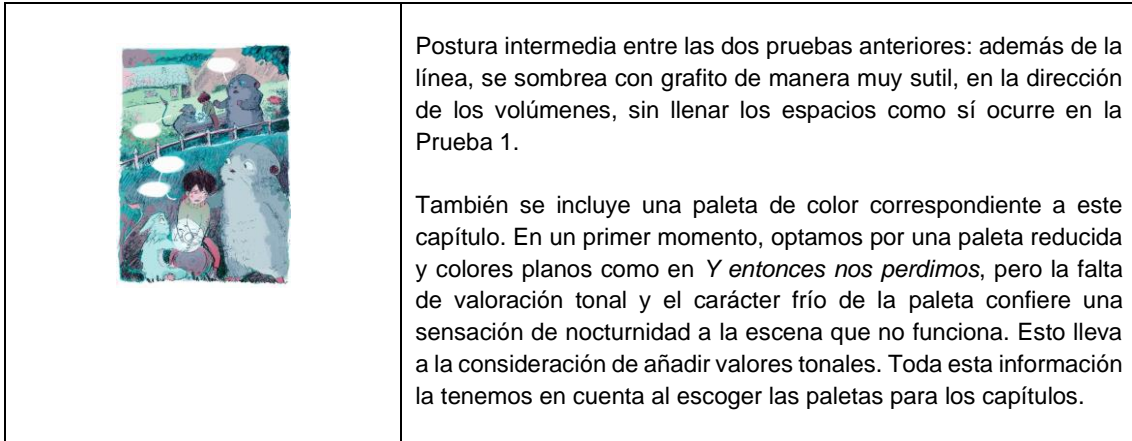 Postura intermedia entre las dos pruebas anteriores: además de la
línea, se sombrea con grafito de manera muy sutil, en la dirección
de los volúmenes, sin llenar los espacios como sí ocurre en la
Prueba 1.
También se incluye una paleta de color correspondiente a este
capítulo. En un primer momento, optamos por una paleta reducida
y colores planos como en Y entonces nos perdimos, pero la falta
de valoración tonal y el carácter frío de la paleta confiere una
sensación de nocturnidad a la escena que no funciona. Esto lleva
a la consideración de añadir valores tonales. Toda esta información
la tenemos en cuenta al escoger las paletas para los capítulos.